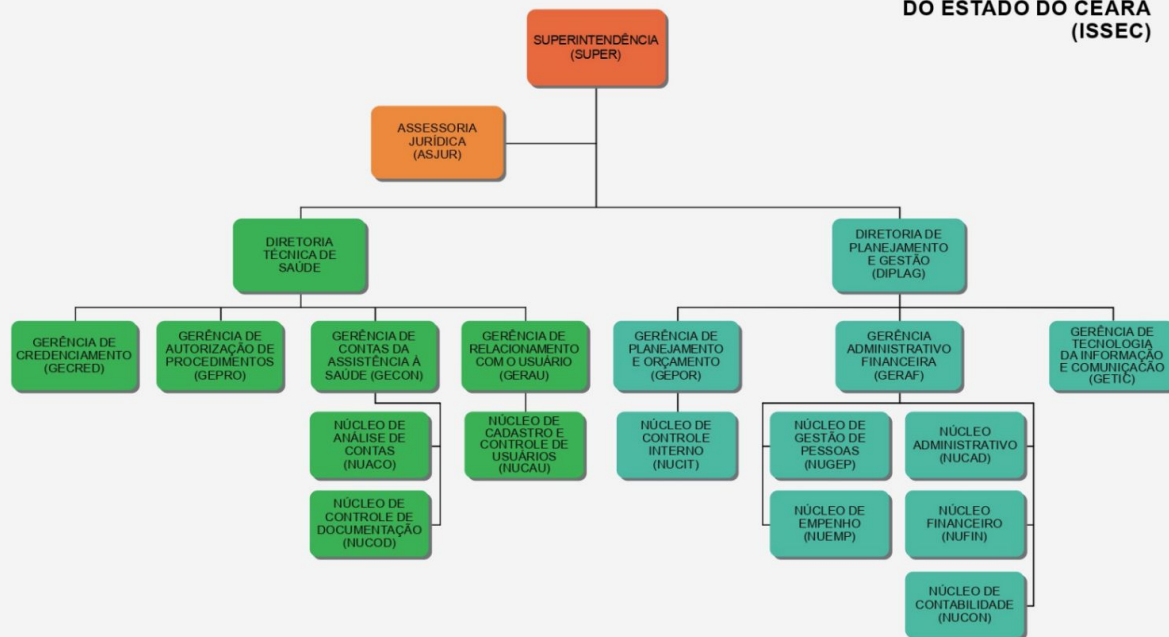 DO ESTADO DO CEARÁ
(ISSEC)
SUPERINTENDÊNCIA
(SUPER)
ASSESSORIA
JURÍDICA
(ASJUR)
DIRETORIA
TÉCNICA DE
SAÚDE
DIRETORIA DE
PLANEJAMENTO
E GESTÃO
(DIPLAG)
GERÊNCIA DE
CREDENCIAMENTO
(GECRED)
GERÊNCIA DE
AUTORIZAÇÃO DE
PROCEDIMENTOS
(GEPRO)
GERÊNCIA DE
CONTAS DA
ASSISTÊNCIA À
SAÚDE (GECON)
GERÊNCIA DE
RELACIONAMENTO
COM O USUÁRIO
(GERAU)
GERÊNCIA DE
PLANEJAMENTO
E ORÇAMENTO
(GEPOR)
GERÊNCIA
ADMINISTRATIVO
FINANCEIRA
(GERAF)
GERÊNCIA DE
TECNOLOGIA
DA INFORMAÇÃO
E COMUNICAÇÃO
(GETIC)
NÚCLEO DE
ANÁLISE DE
CONTAS
(NUACO)
NÚCLEO DE
CADASTRO E
CONTROLE DE
USUÁRIOS
(NUCAU)
NÚCLEO DE
CONTROLE
INTERNO
(NUCIT)
NÚCLEO DE
GESTÃO DE
PESSOAS
(NUGEP)
NÚCLEO
ADMINISTRATIVO
(NUCAD)
NÚCLEO DE
CONTROLE DE
DOCUMENTAÇÃO
(NUCOD)
NÚCLEO DE
EMPENHO
(NUEMP)
NÚCLEO
FINANCEIRO
(NUFIN)
NÚCLEO DE
CONTABILIDADE
(NUCON)